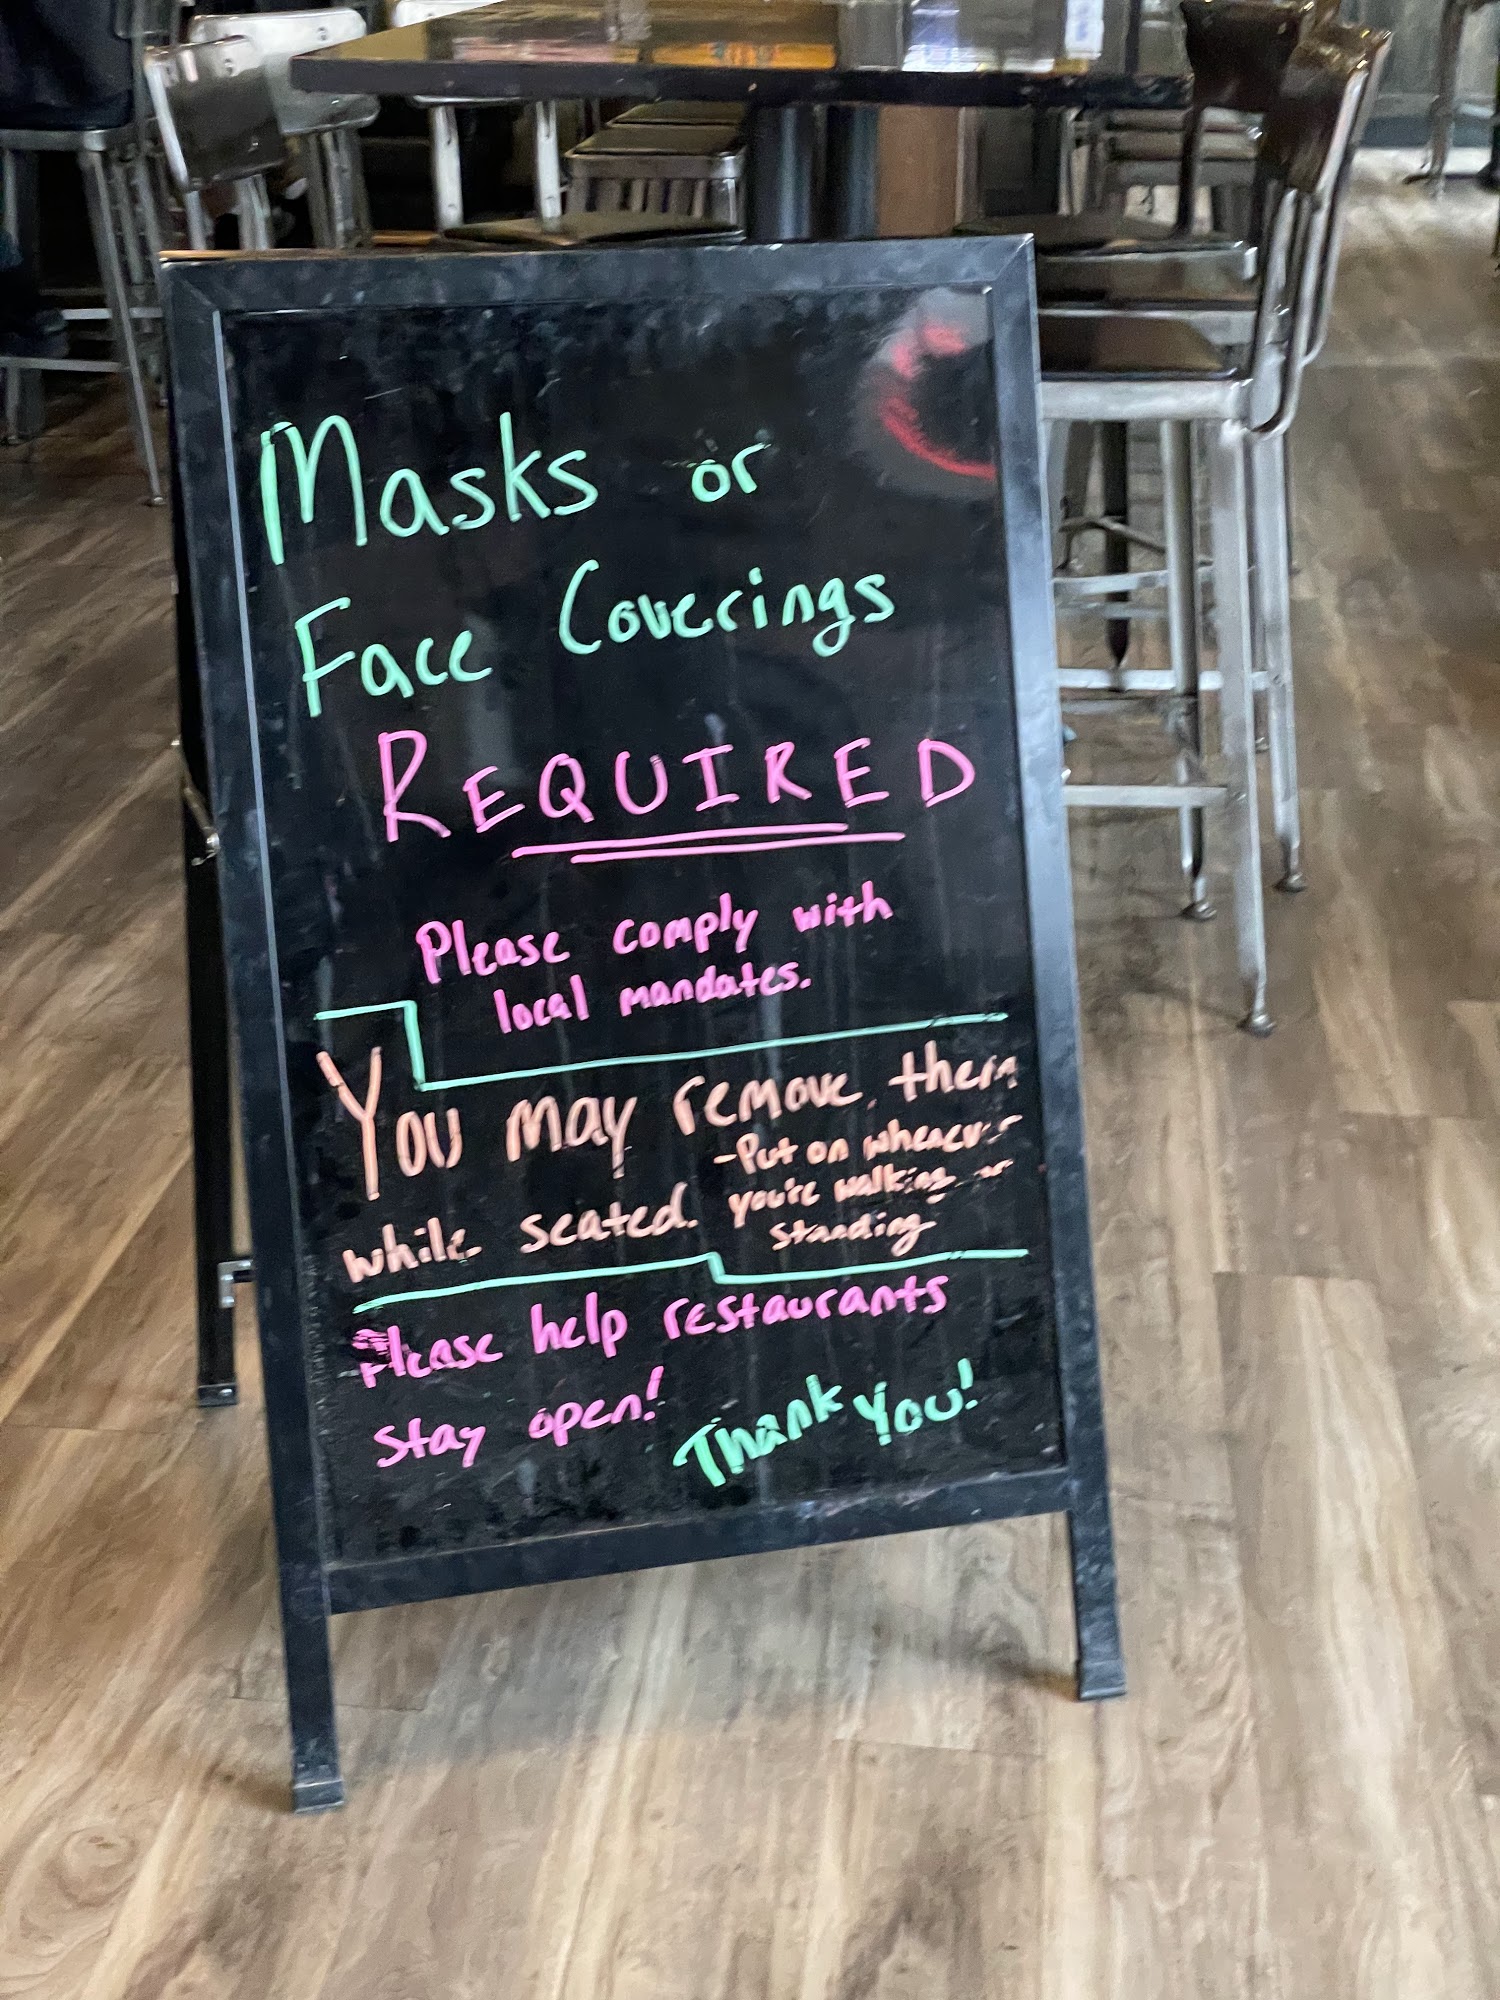 Masks or
Face Coverings
REQUIRED
Please comply with
local mandates.
You may remove them
while seated.
-Put on whenever
you're walking or
standing
Please help restaurants
stay open!
Thank You!